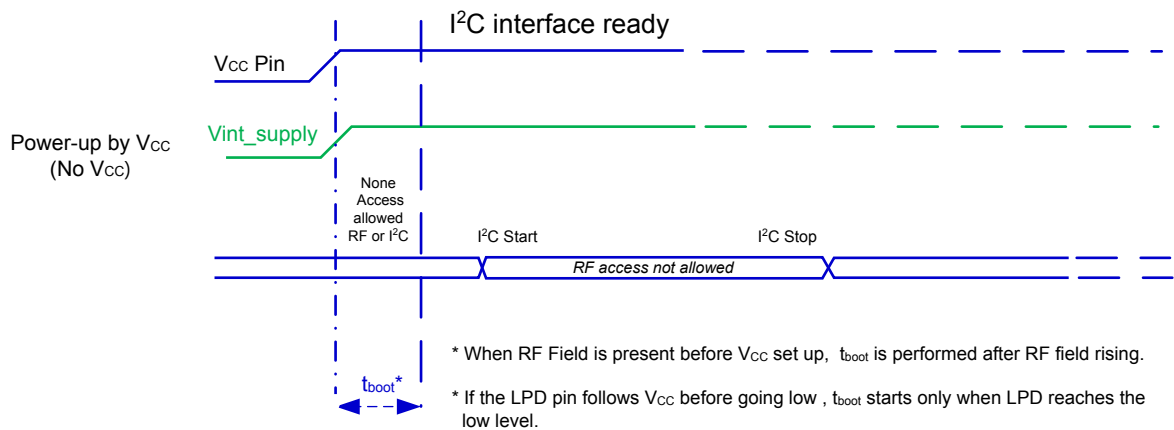 I²C interface ready
VCC Pin
Vint_supply
Power-up by VCC
(No VCC)
None
Access
allowed
RF or I²C
I²C Start
I²C Stop
RF access not allowed
* When RF Field is present before VCC set up, tboot is performed after RF field rising.
tboot*
* If the LPD pin follows VCC before going low , tboot starts only when LPD reaches the
low level.